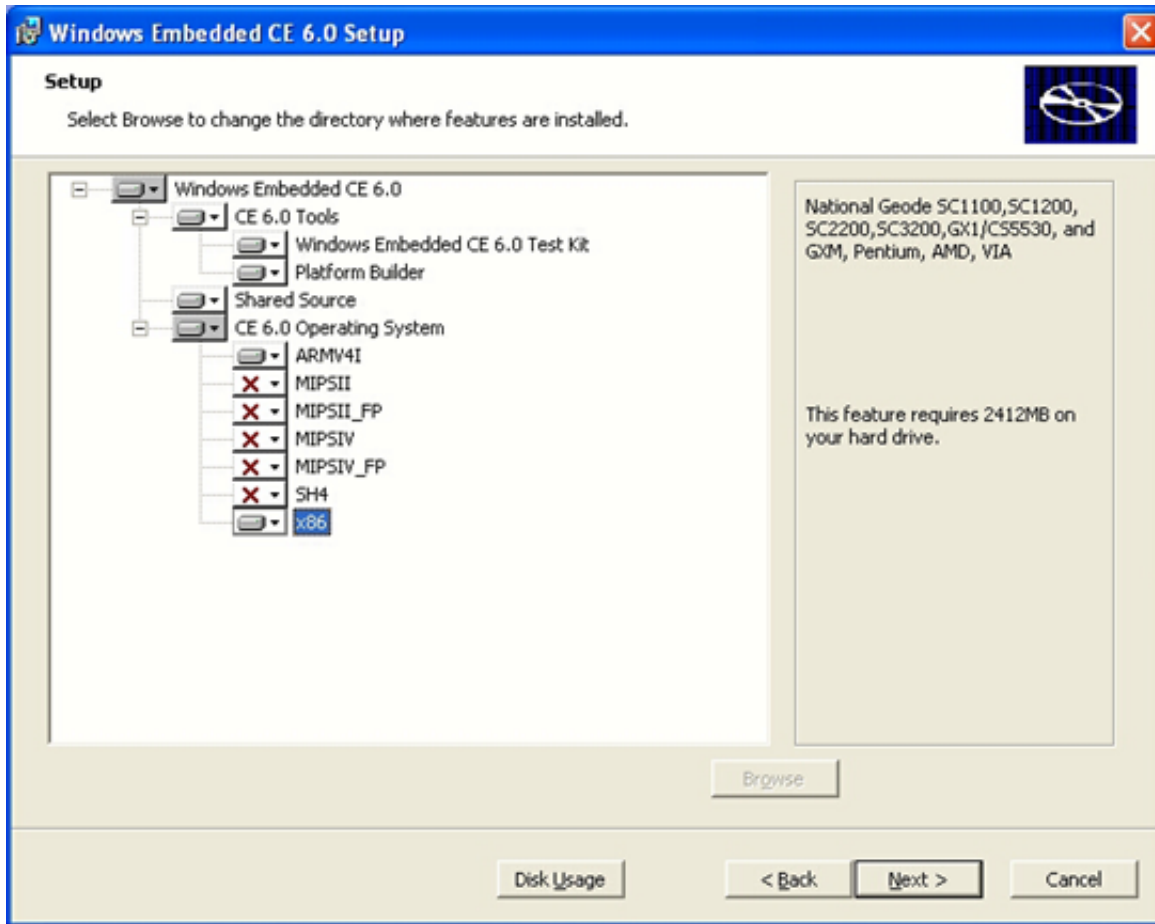 Windows Embedded CE 6.0 Setup
Setup
Select Browse to change the directory where features are installed.
Windows Embedded CE 6.0
CE 6.0 Tools
Windows Embedded CE 6.0 Test Kit
Platform Builder
Shared Source
CE 6.0 Operating System
ARMV4I
MIPSII
MIPSII_FP
MIPSIV
MIPSIV_FP
SH4
x86
National Geode SC1100,SC1200,
SC2200,SC3200,GX1/CS5530, and
GXM, Pentium, AMD, VIA
This feature requires 2412MB on
your hard drive.
Browse
Disk Usage
< Back
Next >
Cancel